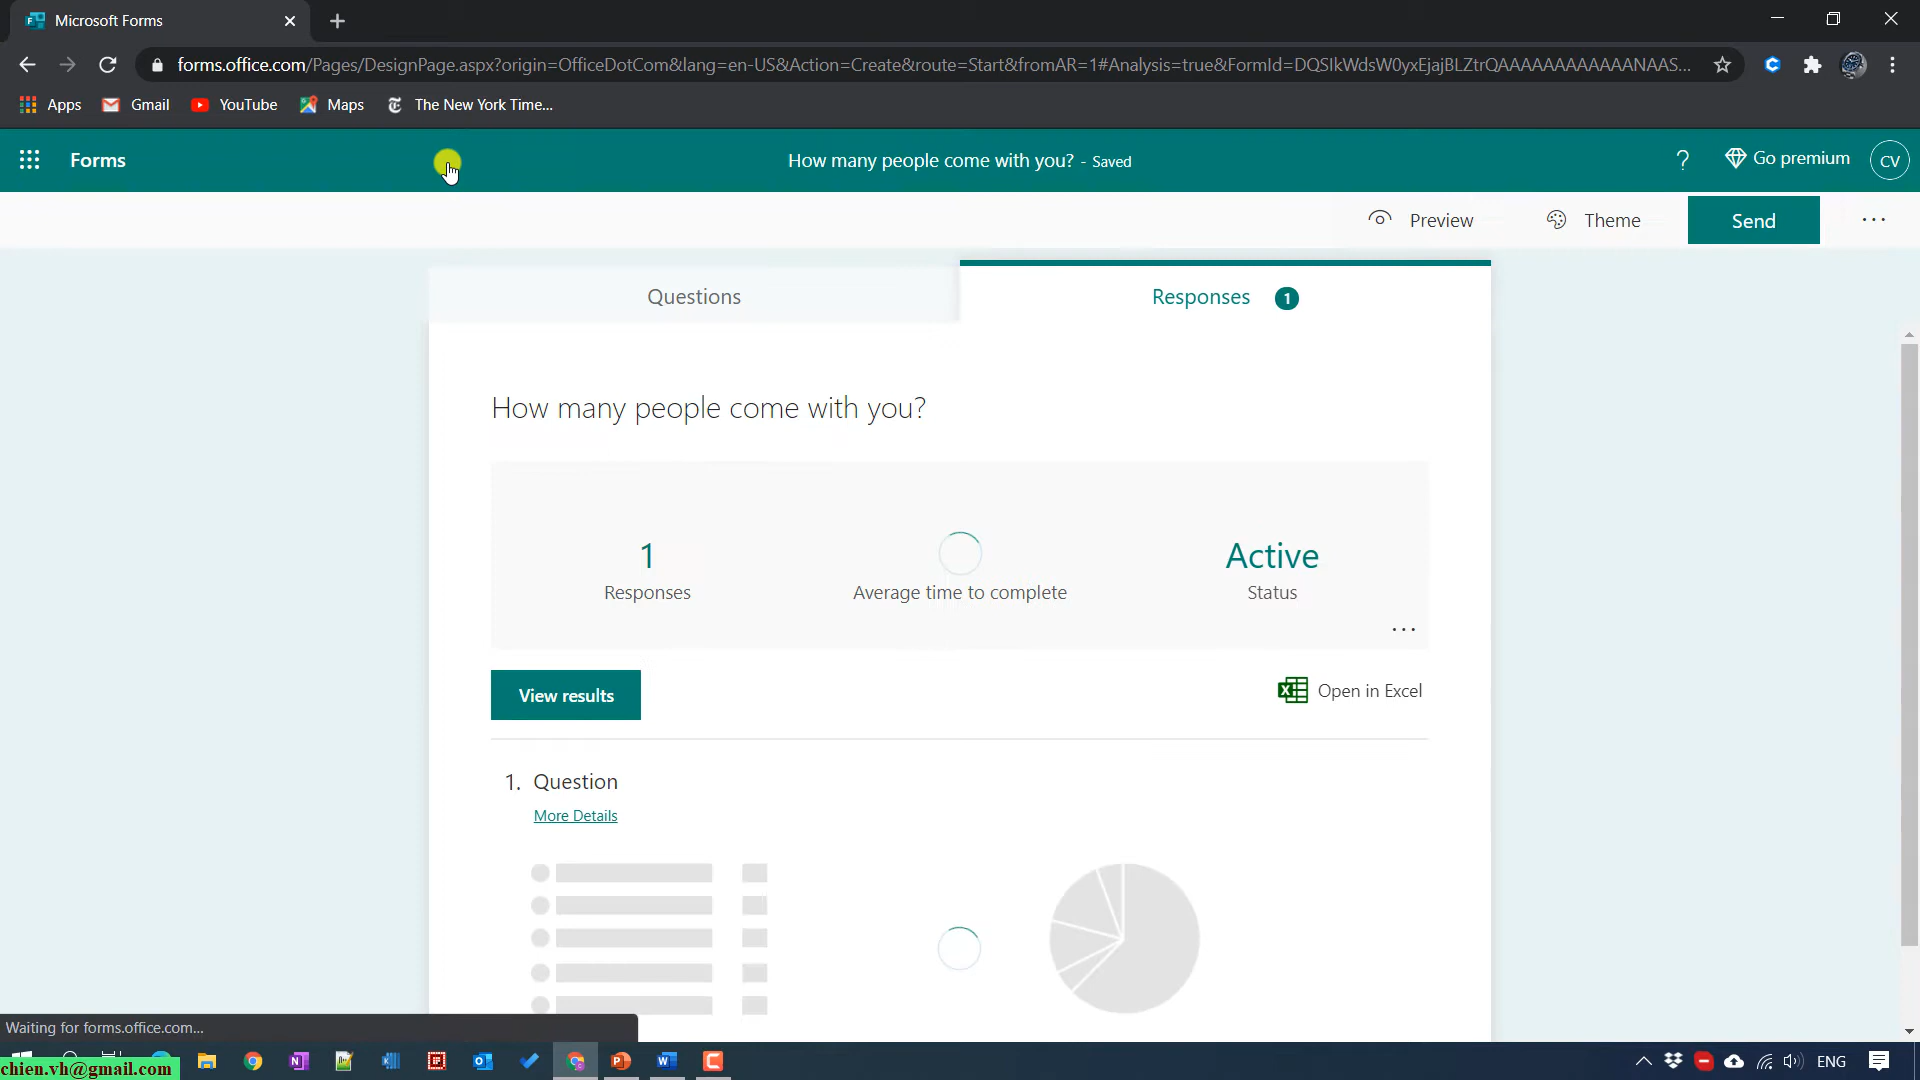 Microsoft Forms
forms.office.com/Pages/DesignPage.aspx?origin=OfficeDotCom&lang=en-US&Action=Create&route=Start&fromAR=1#Analysis=true&FormId=DQSIkWdsW0yxEjajBLZtrQAAAAAAAAAAAANAAS...
Apps Gmail YouTube Maps The New York Time...
Forms How many people come with you? - Saved ? Go premium CV
Preview Theme Send ...
Questions Responses 1
How many people come with you?
1 Active
Responses Average time to complete Status
...
View results Open in Excel
1. Question
More Details
Waiting for forms.office.com...
chien.vh@gmail.com ENG